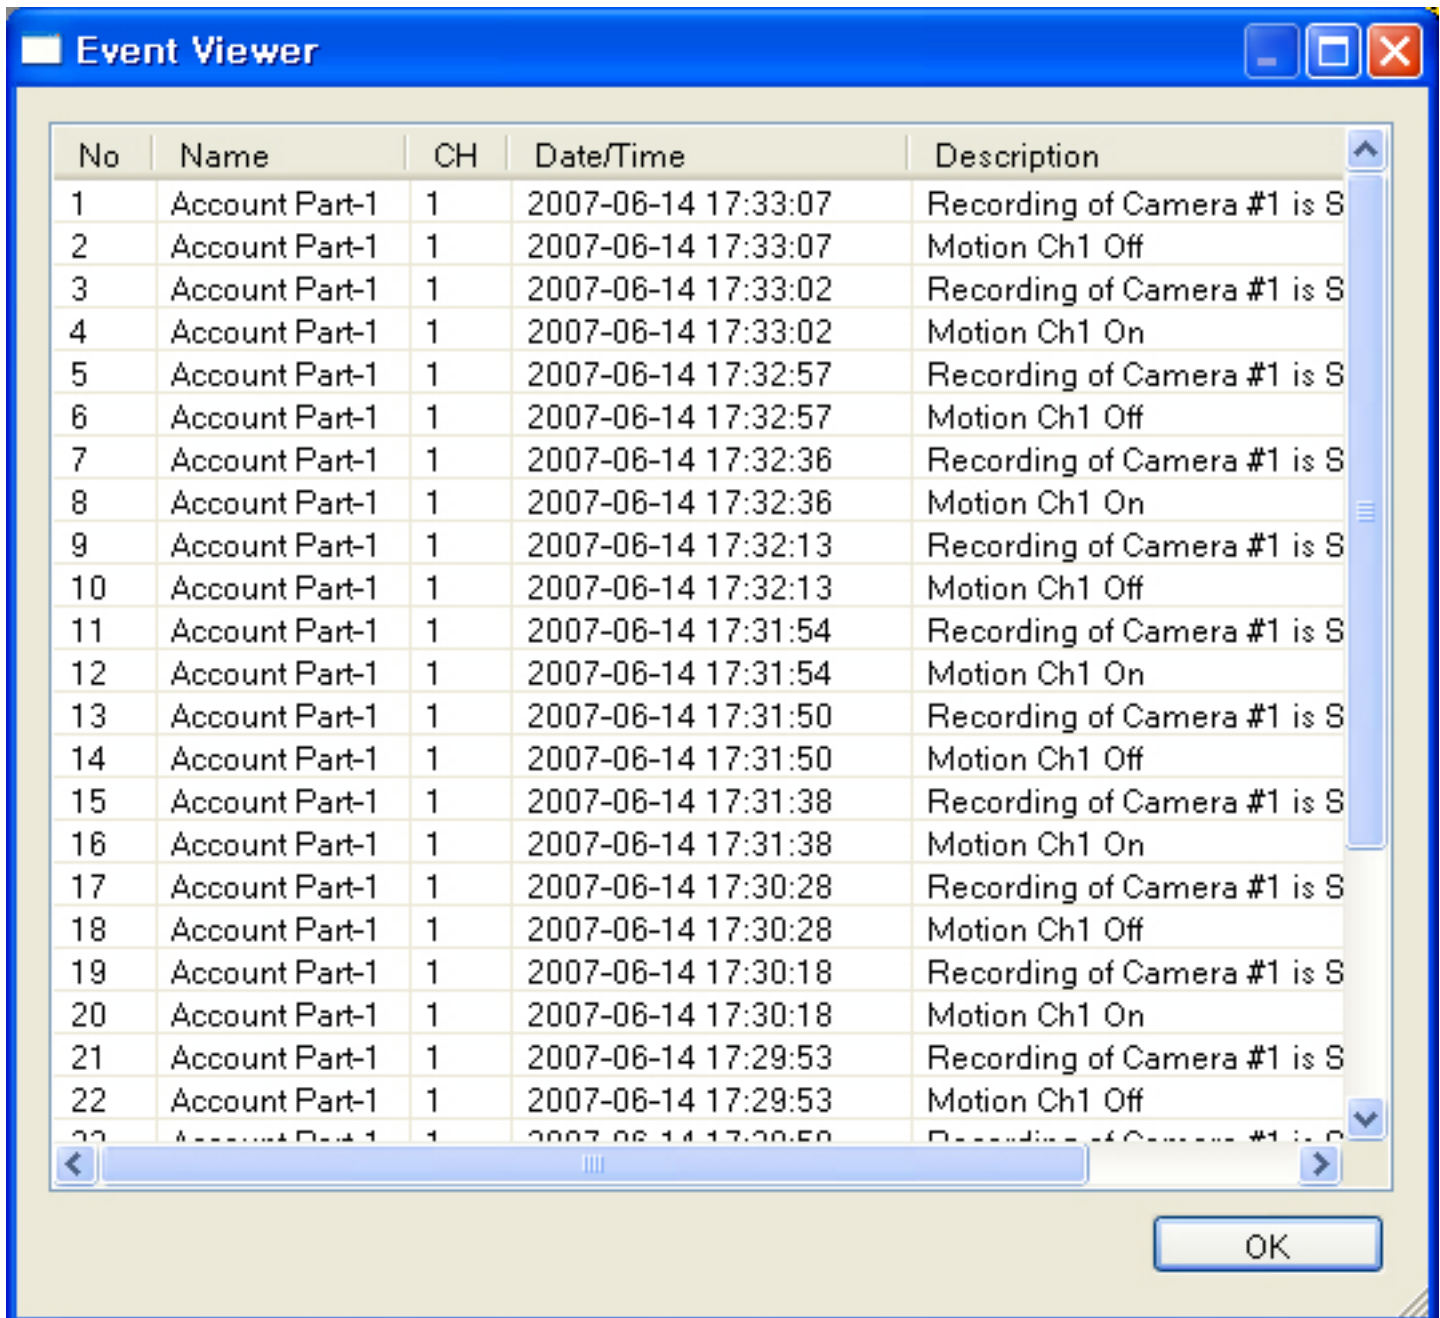 Event Viewer
No Name CH Date/Time Description
1 Account Part-1 1 2007-06-14 17:33:07 Recording of Camera #1 is S
2 Account Part-1 1 2007-06-14 17:33:07 Motion Ch1 Off
3 Account Part-1 1 2007-06-14 17:33:02 Recording of Camera #1 is S
4 Account Part-1 1 2007-06-14 17:33:02 Motion Ch1 On
5 Account Part-1 1 2007-06-14 17:32:57 Recording of Camera #1 is S
6 Account Part-1 1 2007-06-14 17:32:57 Motion Ch1 Off
7 Account Part-1 1 2007-06-14 17:32:36 Recording of Camera #1 is S
8 Account Part-1 1 2007-06-14 17:32:36 Motion Ch1 On
9 Account Part-1 1 2007-06-14 17:32:13 Recording of Camera #1 is S
10 Account Part-1 1 2007-06-14 17:32:13 Motion Ch1 Off
11 Account Part-1 1 2007-06-14 17:31:54 Recording of Camera #1 is S
12 Account Part-1 1 2007-06-14 17:31:54 Motion Ch1 On
13 Account Part-1 1 2007-06-14 17:31:50 Recording of Camera #1 is S
14 Account Part-1 1 2007-06-14 17:31:50 Motion Ch1 Off
15 Account Part-1 1 2007-06-14 17:31:38 Recording of Camera #1 is S
16 Account Part-1 1 2007-06-14 17:31:38 Motion Ch1 On
17 Account Part-1 1 2007-06-14 17:30:28 Recording of Camera #1 is S
18 Account Part-1 1 2007-06-14 17:30:28 Motion Ch1 Off
19 Account Part-1 1 2007-06-14 17:30:18 Recording of Camera #1 is S
20 Account Part-1 1 2007-06-14 17:30:18 Motion Ch1 On
21 Account Part-1 1 2007-06-14 17:29:53 Recording of Camera #1 is S
22 Account Part-1 1 2007-06-14 17:29:53 Motion Ch1 Off
OK